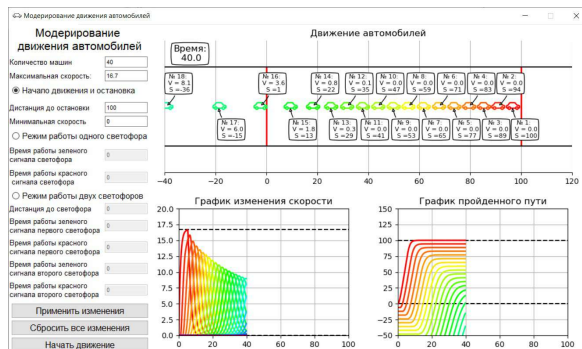 Модерирование движения автомобилей
Модерирование
движения автомобилей
Количество машин
40
Максимальная скорость:
16.7
Начало движения и остановка
Дистанция до остановки
100
Минимальная скорость
0
Режим работы одного светофора
Время работы зеленого
сигнала светофора
0
Время работы красного
сигнала светофора
0
Режим работы двух светофоров
Дистанция до светофора
0
Время работы зеленого
сигнала первого светофора
0
Время работы красного
сигнала первого светофора
0
Время работы зеленого
сигнала второго светофора
0
Время работы красного
сигнала второго светофора
0
Применить изменения
Сбросить все изменения
Начать движение
Движение автомобилей
Время:
40.0
№ 18:
V = 8.1
S =-36
№ 16:
V = 3.6
S =1
№ 14:
V = 0.8
S =22
№ 12:
V = 0.1
S =35
№ 10:
V = 0.0
S =47
№ 8:
V = 0.0
S =59
№ 6:
V = 0.0
S =71
№ 4:
V = 0.0
S =83
№ 2:
V = 0.0
S =94
№ 17:
V = 6.0
S =-15
№ 15:
V = 1.8
S =13
№ 13:
V = 0.3
S =29
№ 11:
V = 0.0
S =41
№ 9:
V = 0.0
S =53
№ 7:
V = 0.0
S =65
№ 5:
V = 0.0
S =77
№ 3:
V = 0.0
S =89
№ 1:
V = 0.0
S =100
−40 −20 0 20 40 60 80 100 120
График изменения скорости
20.0
17.5
15.0
12.5
10.0
7.5
5.0
2.5
0.0
0 20 40 60 80 100
График пройденного пути
150
125
100
75
50
25
0
−25
−50
0 20 40 60 80 100